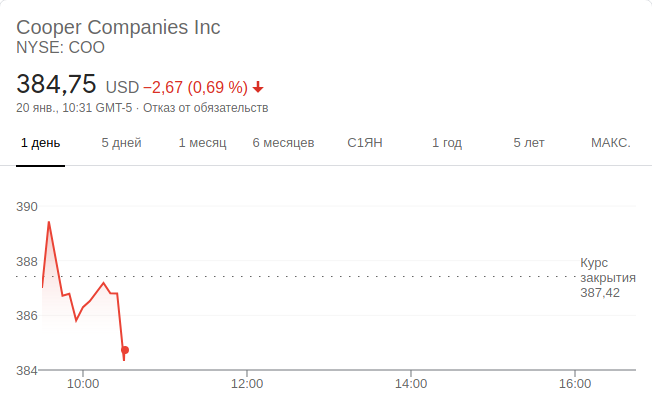 Cooper Companies Inc
NYSE: COO
384,75 USD −2,67 (0,69 %)
20 янв., 10:31 GMT-5 · Отказ от обязательств
1 день 5 дней 1 месяц 6 месяцев С1ЯН 1 год 5 лет МАКС.
390
388
386
384
Курс
закрытия
387,42
10:00 12:00 14:00 16:00